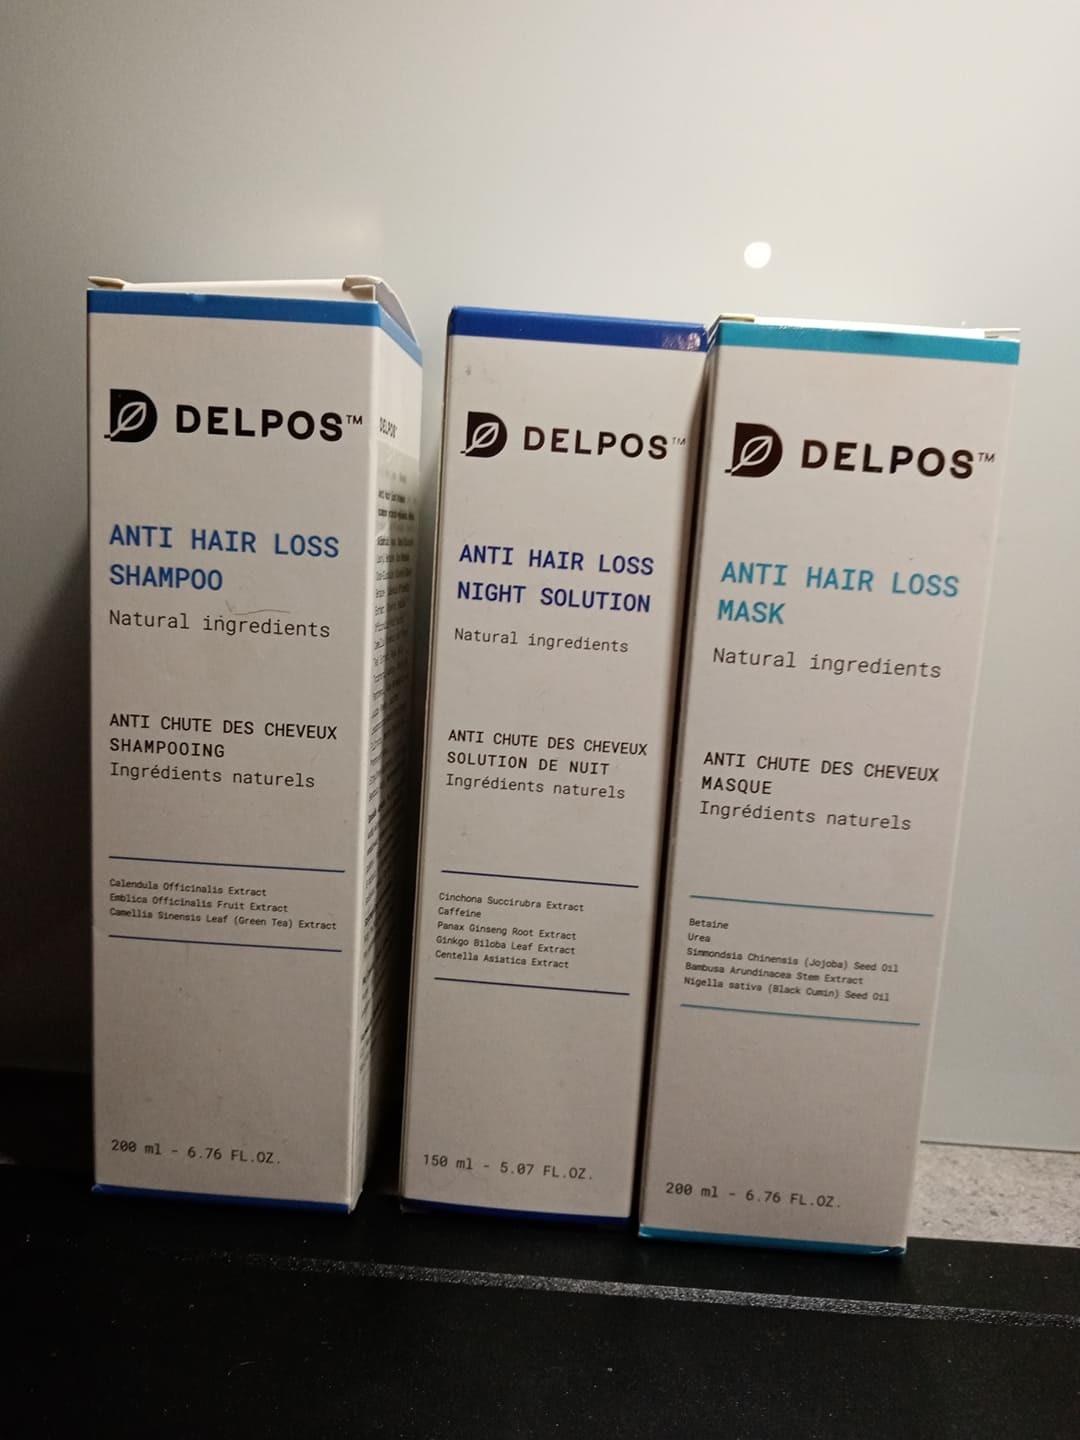 DELPOS™
ANTI HAIR LOSS
SHAMPOO
Natural ingredients
ANTI CHUTE DES CHEVEUX
SHAMPOOING
Ingrédients naturels
Calendula Officinalis Extract
Emblica Officinalis Fruit Extract
Camellia Sinensis Leaf (Green Tea) Extract
200 ml - 6.76 FL.OZ.
DELPOS
DELPOS™
ANTI HAIR LOSS
NIGHT SOLUTION
Natural ingredients
ANTI CHUTE DES CHEVEUX
SOLUTION DE NUIT
Ingrédients naturels
Cinchona Succirubra Extract
Caffeine
Panax Ginseng Root Extract
Ginkgo Biloba Leaf Extract
Centella Asiatica Extract
150 ml - 5.07 FL.OZ.
DELPOS™
ANTI HAIR LOSS
MASK
Natural ingredients
ANTI CHUTE DES CHEVEUX
MASQUE
Ingrédients naturels
Betaine
Urea
Simmondsia Chinensis (Jojoba) Seed Oil
Bambusa Arundinacea Stem Extract
Nigella sativa (Black Cumin) Seed Oil
200 ml - 6.76 FL.OZ.